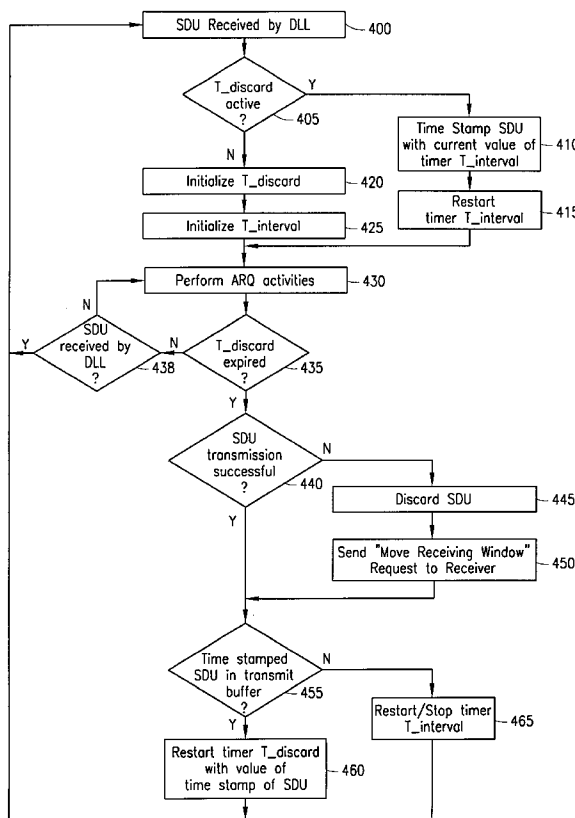 SDU Received by DLL
400
T_discard
active
?
405
Y
N
Time Stamp SDU
with current value of
timer T_interval
410
Initialize T_discard
420
Restart
timer T_interval
415
Initialize T_interval
425
Perform ARQ activities
430
N
Y
SDU
received by
DLL
?
438
N
T_discard
expired
?
435
Y
SDU
transmission
successful
?
440
N
Y
Discard SDU
445
Send "Move Receiving Window"
Request to Receiver
450
Time stamped
SDU in transmit
buffer
?
455
N
Y
Restart/Stop timer
T_interval
465
Restart timer T_discard
with value of
time stamp of SDU
460